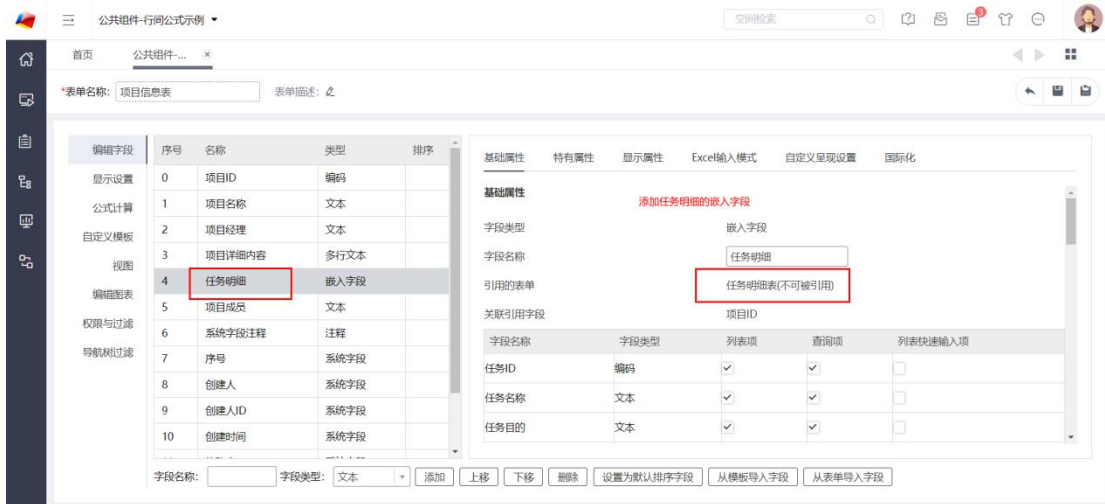 公共组件-行间公式示例
空间检索
3
首页 公共组件-... ×
*表单名称: 项目信息表 表单描述:
编辑字段
显示设置
公式计算
自定义模板
视图
编辑图表
权限与过滤
导航树过滤
序号 名称 类型 排序
0 项目ID 编码
1 项目名称 文本
2 项目经理 文本
3 项目详细内容 多行文本
4 任务明细 嵌入字段
5 项目成员 文本
6 系统字段注释 注释
7 序号 系统字段
8 创建人 系统字段
9 创建人ID 系统字段
10 创建时间 系统字段
基础属性 特有属性 显示属性 Excel输入模式 自定义呈现设置 国际化
基础属性
添加任务明细的嵌入字段
字段类型 嵌入字段
字段名称 任务明细
引用的表单 任务明细表(不可被引用)
关联引用字段 项目ID
字段名称 字段类型 列表项 查询项 列表快速输入项
任务ID 编码
任务名称 文本
任务目的 文本
字段名称: 字段类型: 文本 添加 上移 下移 删除 设置为默认排序字段 从模板导入字段 从表单导入字段